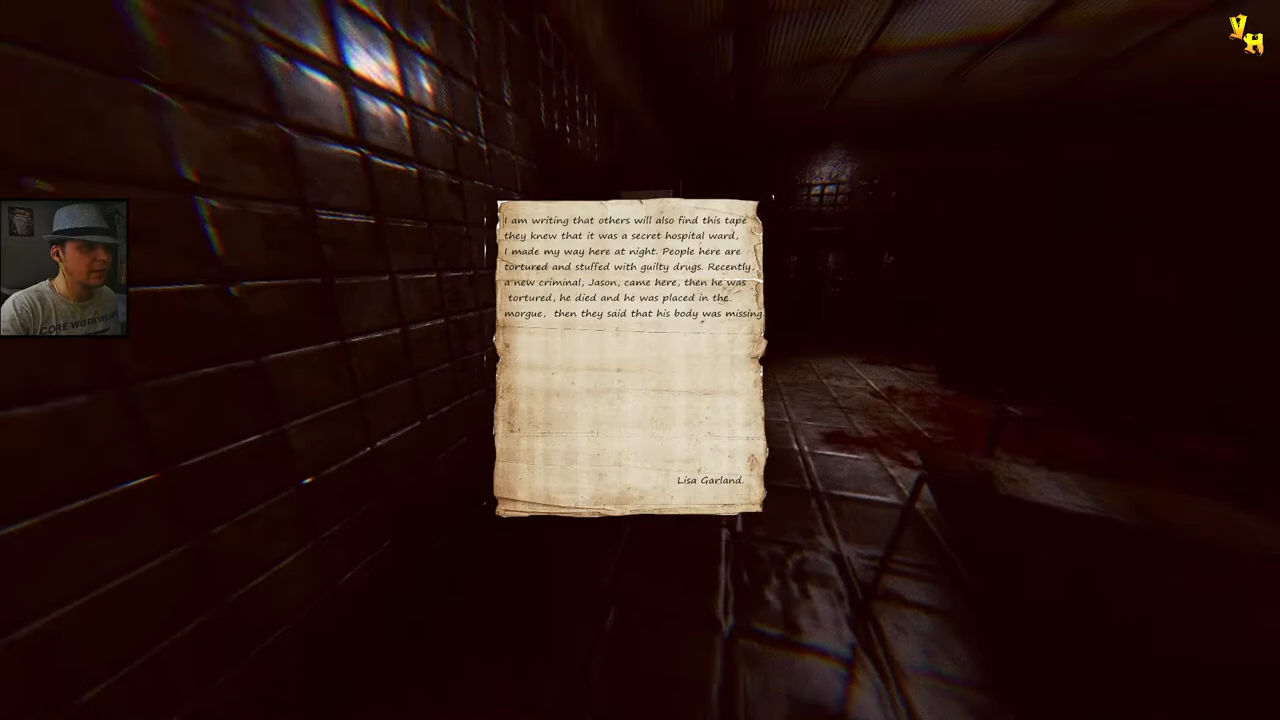 YH
I am writing that others will also find this tape
they knew that it was a secret hospital ward,
I made my way here at night. People here are
tortured and stuffed with guilty drugs. Recently,
a new criminal, Jason, came here, then he was
tortured, he died and he was placed in the.
morgue, then they said that his body was missing
Lisa Garland.
CORE WORKWEAR